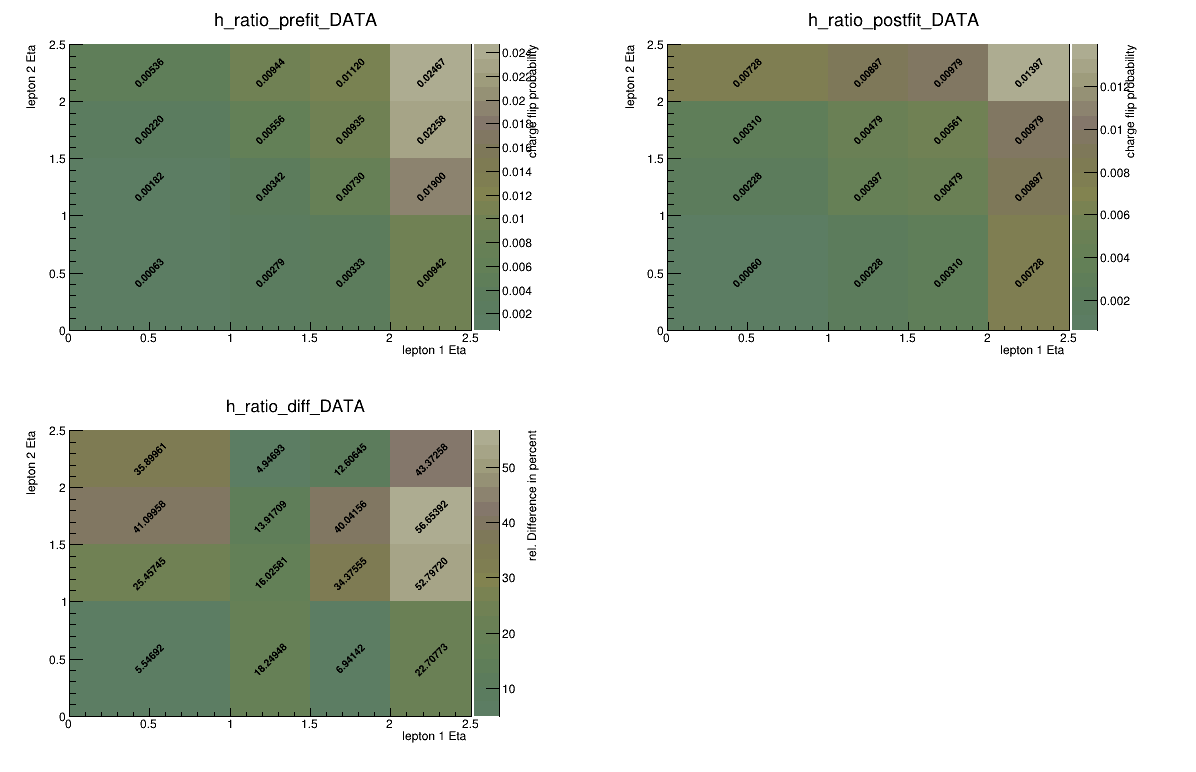 h_ratio_prefit_DATA
lepton 2 Eta
2.5
2
1.5
1
0.5
0
0.00536 0.00944 0.01120 0.02467
0.00220 0.00556 0.00935 0.02258
0.00182 0.00342 0.00730 0.01900
0.00063 0.00279 0.00333 0.00942
0 0.5 1 1.5 2 2.5
lepton 1 Eta
0.024
0.022
0.02
0.018
0.016
0.014
0.012
0.01
0.008
0.006
0.004
0.002
charge flip probability
h_ratio_postfit_DATA
lepton 2 Eta
2.5
2
1.5
1
0.5
0
0.00728 0.00897 0.00979 0.01397
0.00310 0.00479 0.00561 0.00979
0.00228 0.00397 0.00479 0.00897
0.00060 0.00228 0.00310 0.00728
0 0.5 1 1.5 2 2.5
lepton 1 Eta
0.012
0.01
0.008
0.006
0.004
0.002
charge flip probability
h_ratio_diff_DATA
lepton 2 Eta
2.5
2
1.5
1
0.5
0
35.89961 4.94693 12.60645 43.37258
41.09958 13.91709 40.04156 56.65392
25.45745 16.02581 34.37555 52.79720
5.54692 18.24948 6.94142 22.70773
0 0.5 1 1.5 2 2.5
lepton 1 Eta
50
40
30
20
10
rel. Difference in percent